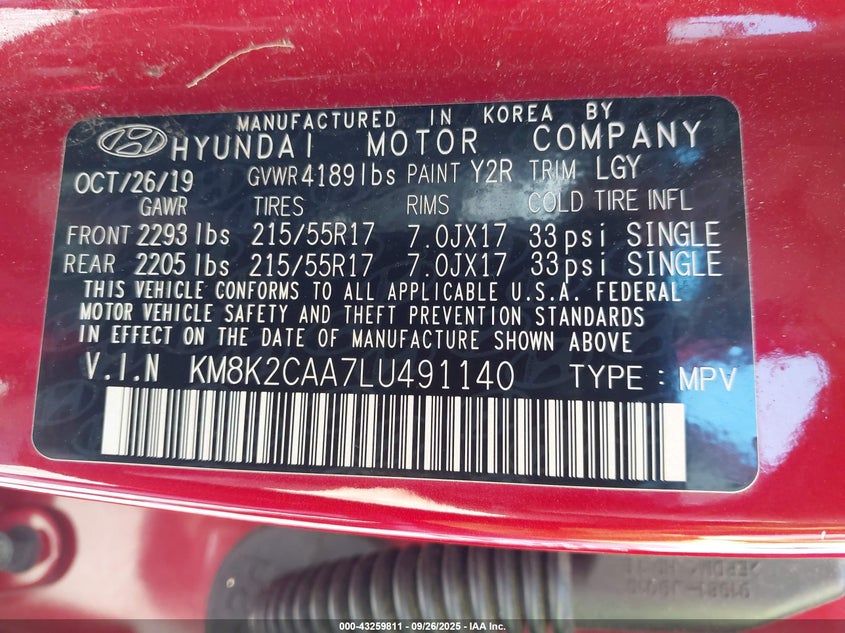 MANUFACTURED IN KOREA BY
HYUNDAI MOTOR COMPANY
OCT/26/19 GVWR 4189lbs PAINT Y2R TRIM LGY
GAWR TIRES RIMS COLD TIRE INFL
FRONT 2293lbs 215/55R17 7.0JX17 33psi SINGLE
REAR 2205lbs 215/55R17 7.0JX17 33psi SINGLE
THIS VEHICLE CONFORMS TO ALL APPLICABLE U.S.A. FEDERAL
MOTOR VEHICLE SAFETY AND THEFT PREVENTION STANDARDS
IN EFFECT ON THE DATE OF MANUFACTURE SHOWN ABOVE.
V.I.N KM8K2CAA7LU491140 TYPE : MPV
000-43259811 - 09/26/2025 - IAA Inc.